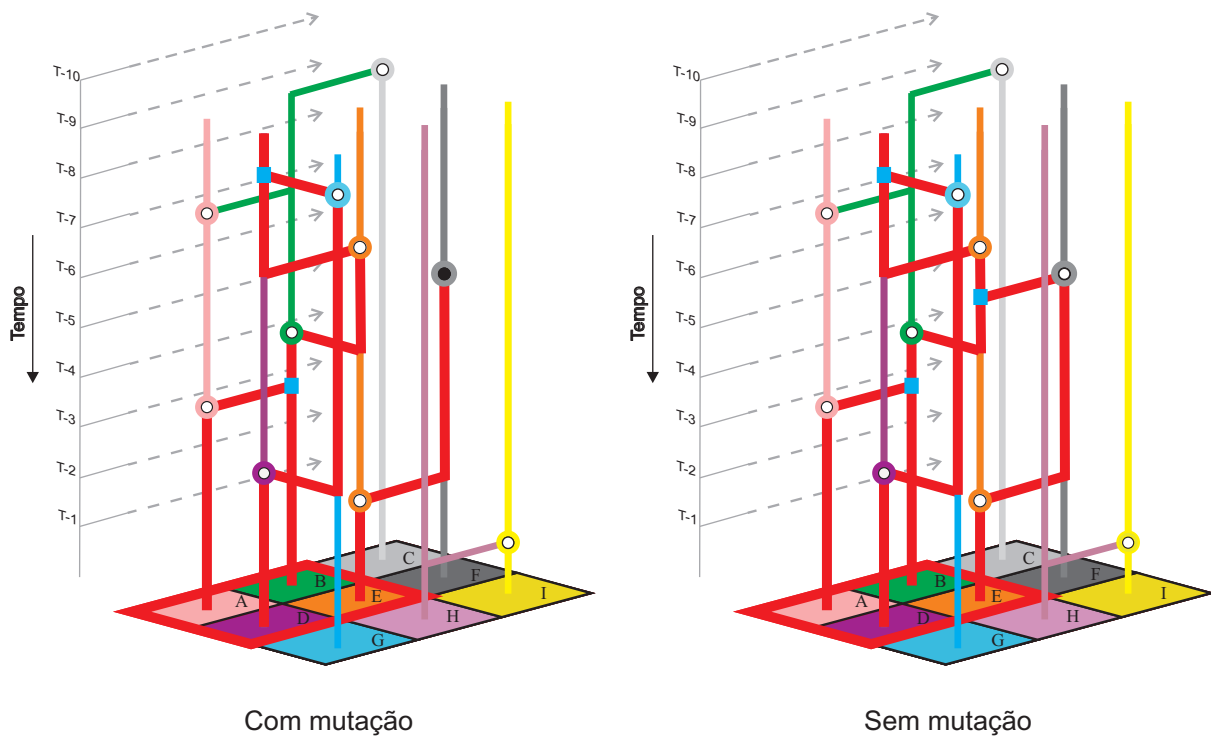 T-10
T-9
T-8
T-7
T-6
T-5
T-4
T-3
T-2
T-1
Tempo
A
B
C
D
E
F
G
H
I
Com mutação
T-10
T-9
T-8
T-7
T-6
T-5
T-4
T-3
T-2
T-1
Tempo
A
B
C
D
E
F
G
H
I
Sem mutação